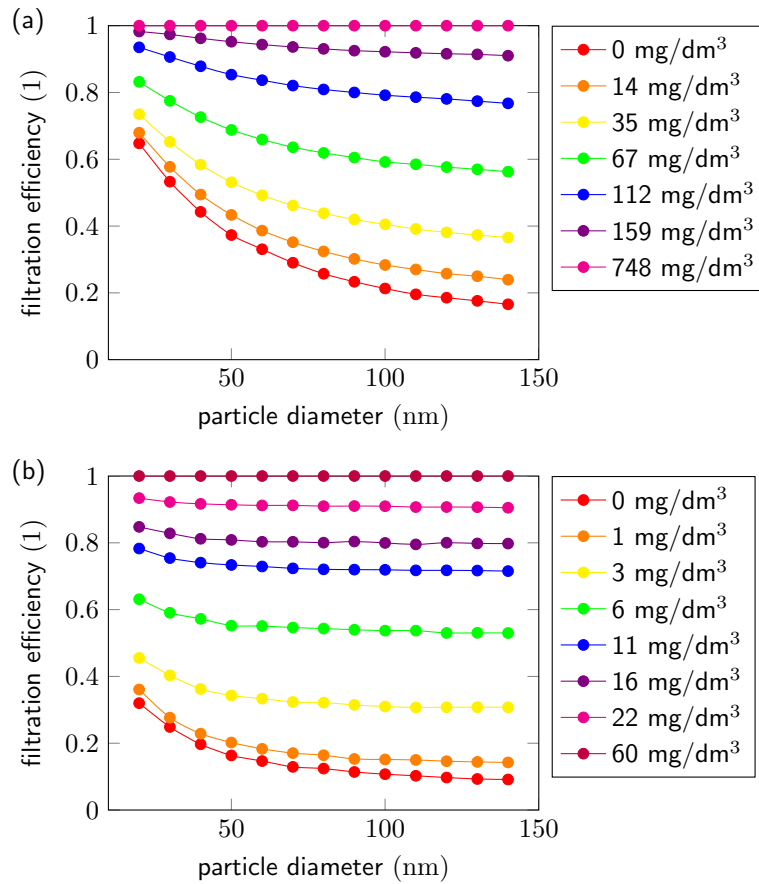 (a)
1
0.8
0.6
0.4
0.2
0
50
100
150
filtration efficiency (1)
particle diameter (nm)
0 mg/dm³
14 mg/dm³
35 mg/dm³
67 mg/dm³
112 mg/dm³
159 mg/dm³
748 mg/dm³
(b)
1
0.8
0.6
0.4
0.2
0
50
100
150
filtration efficiency (1)
particle diameter (nm)
0 mg/dm³
1 mg/dm³
3 mg/dm³
6 mg/dm³
11 mg/dm³
16 mg/dm³
22 mg/dm³
60 mg/dm³